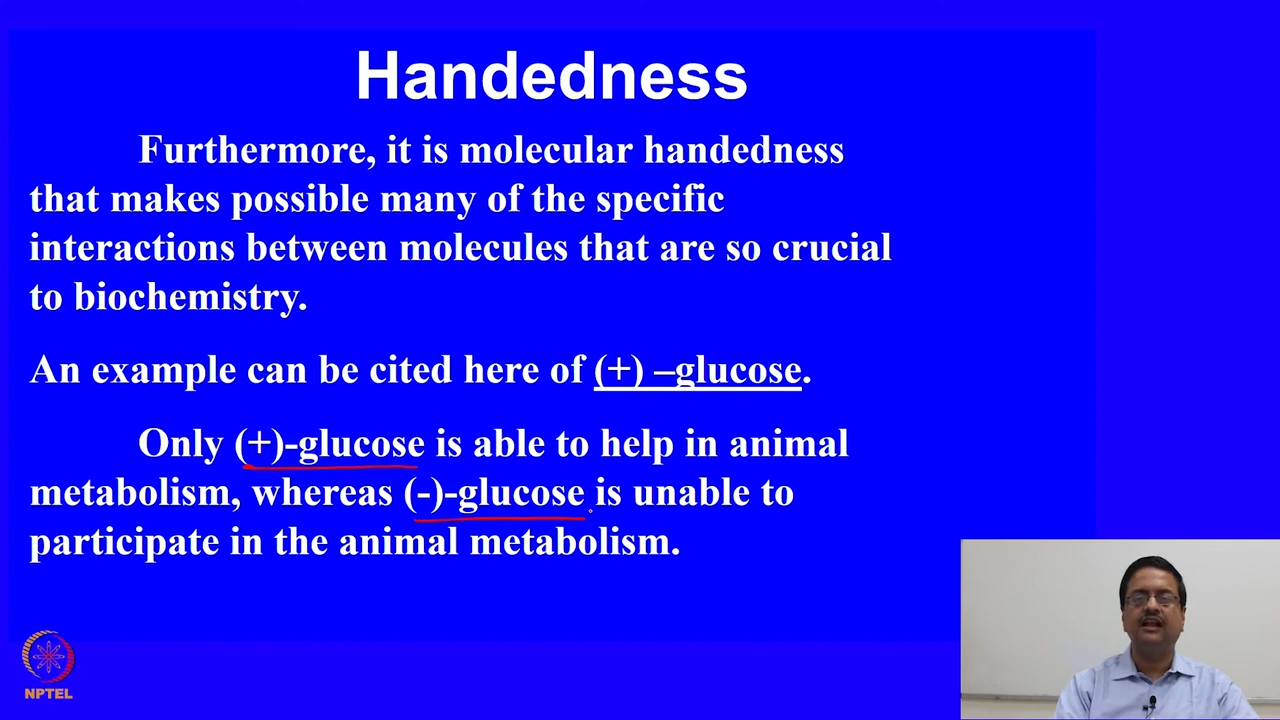 Handedness
Furthermore, it is molecular handedness
that makes possible many of the specific
interactions between molecules that are so crucial
to biochemistry.
An example can be cited here of (+) –glucose.
Only (+)-glucose is able to help in animal
metabolism, whereas (-)-glucose is unable to
participate in the animal metabolism.
NPTEL